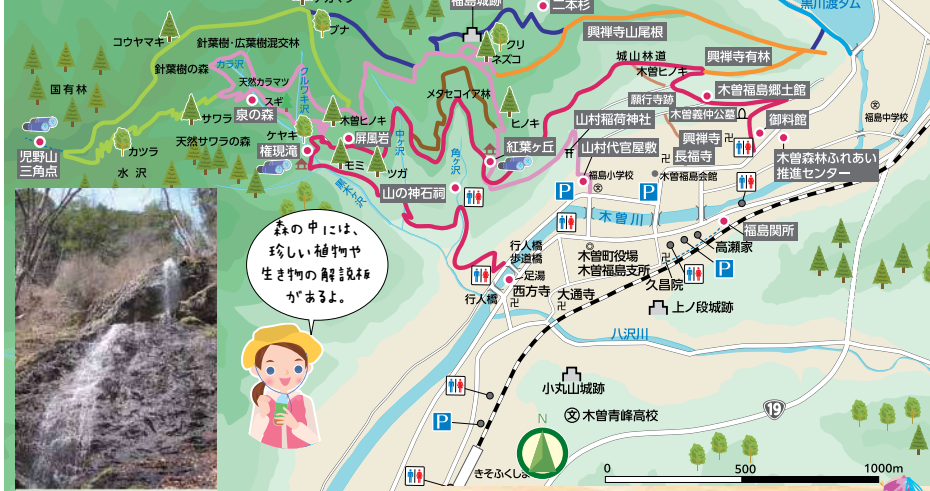 福島城跡
二本杉
黒川渡ダム
コウヤマキ
ブナ
クリ
ネズコ
興禅寺山尾根
針葉樹・広葉樹混交林
針葉樹の森
カラ沢
天然カラマツ
スギ
クルワキ沢
城山林道
木曽ヒノキ
興禅寺有林
国有林
メタセコイア林
木曽福島郷土館
願行寺跡
木曽義仲公墓
御料館
福島中学校
泉の森
サワラ
天然サワラの森
ケヤキ
木曽ヒノキ
屏風岩
中ヶ沢
ヒノキ
山村稲荷神社
権現滝
紅葉ヶ丘
山村代官屋敷
興禅寺
長福寺
児野山
三角点
カツラ
水沢
モミ
ツガ
角ヶ沢
福島小学校
木曽福島会館
木曽森林ふれあい
推進センター
黒木ヶ沢
山の神石祠
P
P
木曽川
福島関所
森の中には、
珍しい植物や
生き物の解説板
があるよ。
行人橋
歩道橋
足湯
西方寺
行人橋
木曽町役場
木曽福島支所
大通寺
高瀬家
P
久昌院
上ノ段城跡
八沢川
小丸山城跡
文 木曽青峰高校
19
P
N
きそふくしま
0
500
1000m